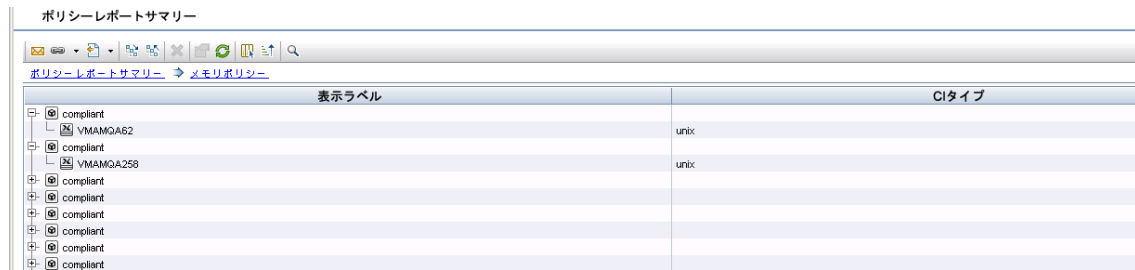 ポリシーレポートサマリー
ポリシーレポートサマリー メモリポリシー
表示ラベル CIタイプ
compliant
VMAMQA62 unix
compliant
VMAMQA258 unix
compliant
compliant
compliant
compliant
compliant
compliant